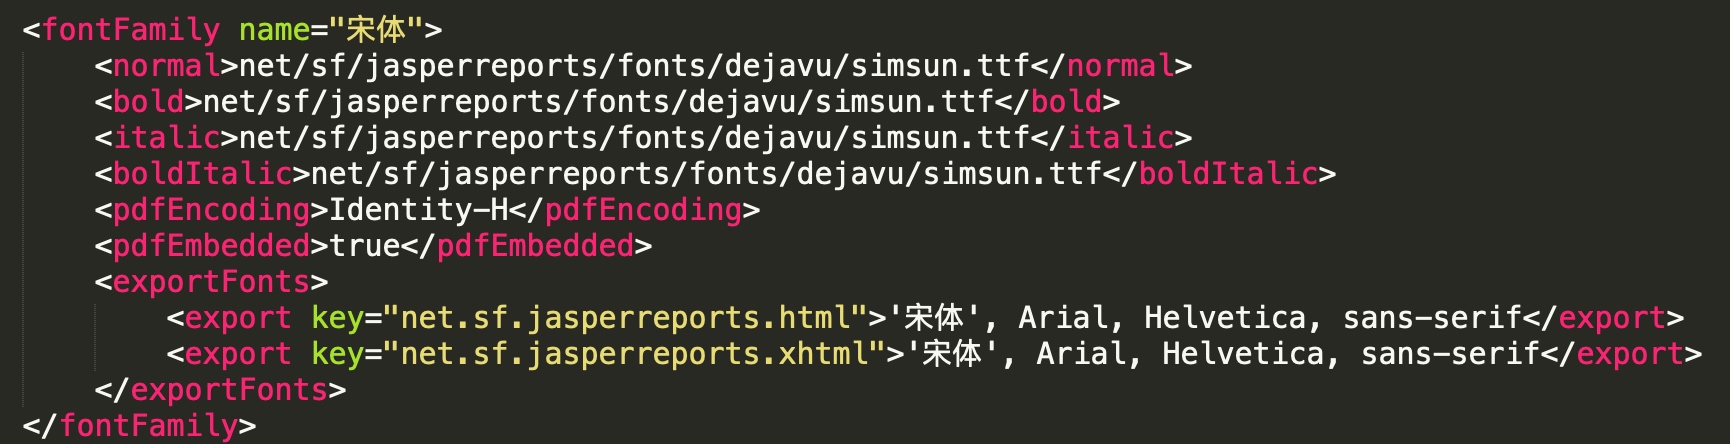 <fontFamily name="宋体">
<normal>net/sf/jasperreports/fonts/dejavu/simsun.ttf</normal>
<bold>net/sf/jasperreports/fonts/dejavu/simsun.ttf</bold>
<italic>net/sf/jasperreports/fonts/dejavu/simsun.ttf</italic>
<boldItalic>net/sf/jasperreports/fonts/dejavu/simsun.ttf</boldItalic>
<pdfEncoding>Identity-H</pdfEncoding>
<pdfEmbedded>true</pdfEmbedded>
<exportFonts>
<export key="net.sf.jasperreports.html">'宋体', Arial, Helvetica, sans-serif</export>
<export key="net.sf.jasperreports.xhtml">'宋体', Arial, Helvetica, sans-serif</export>
</exportFonts>
</fontFamily>